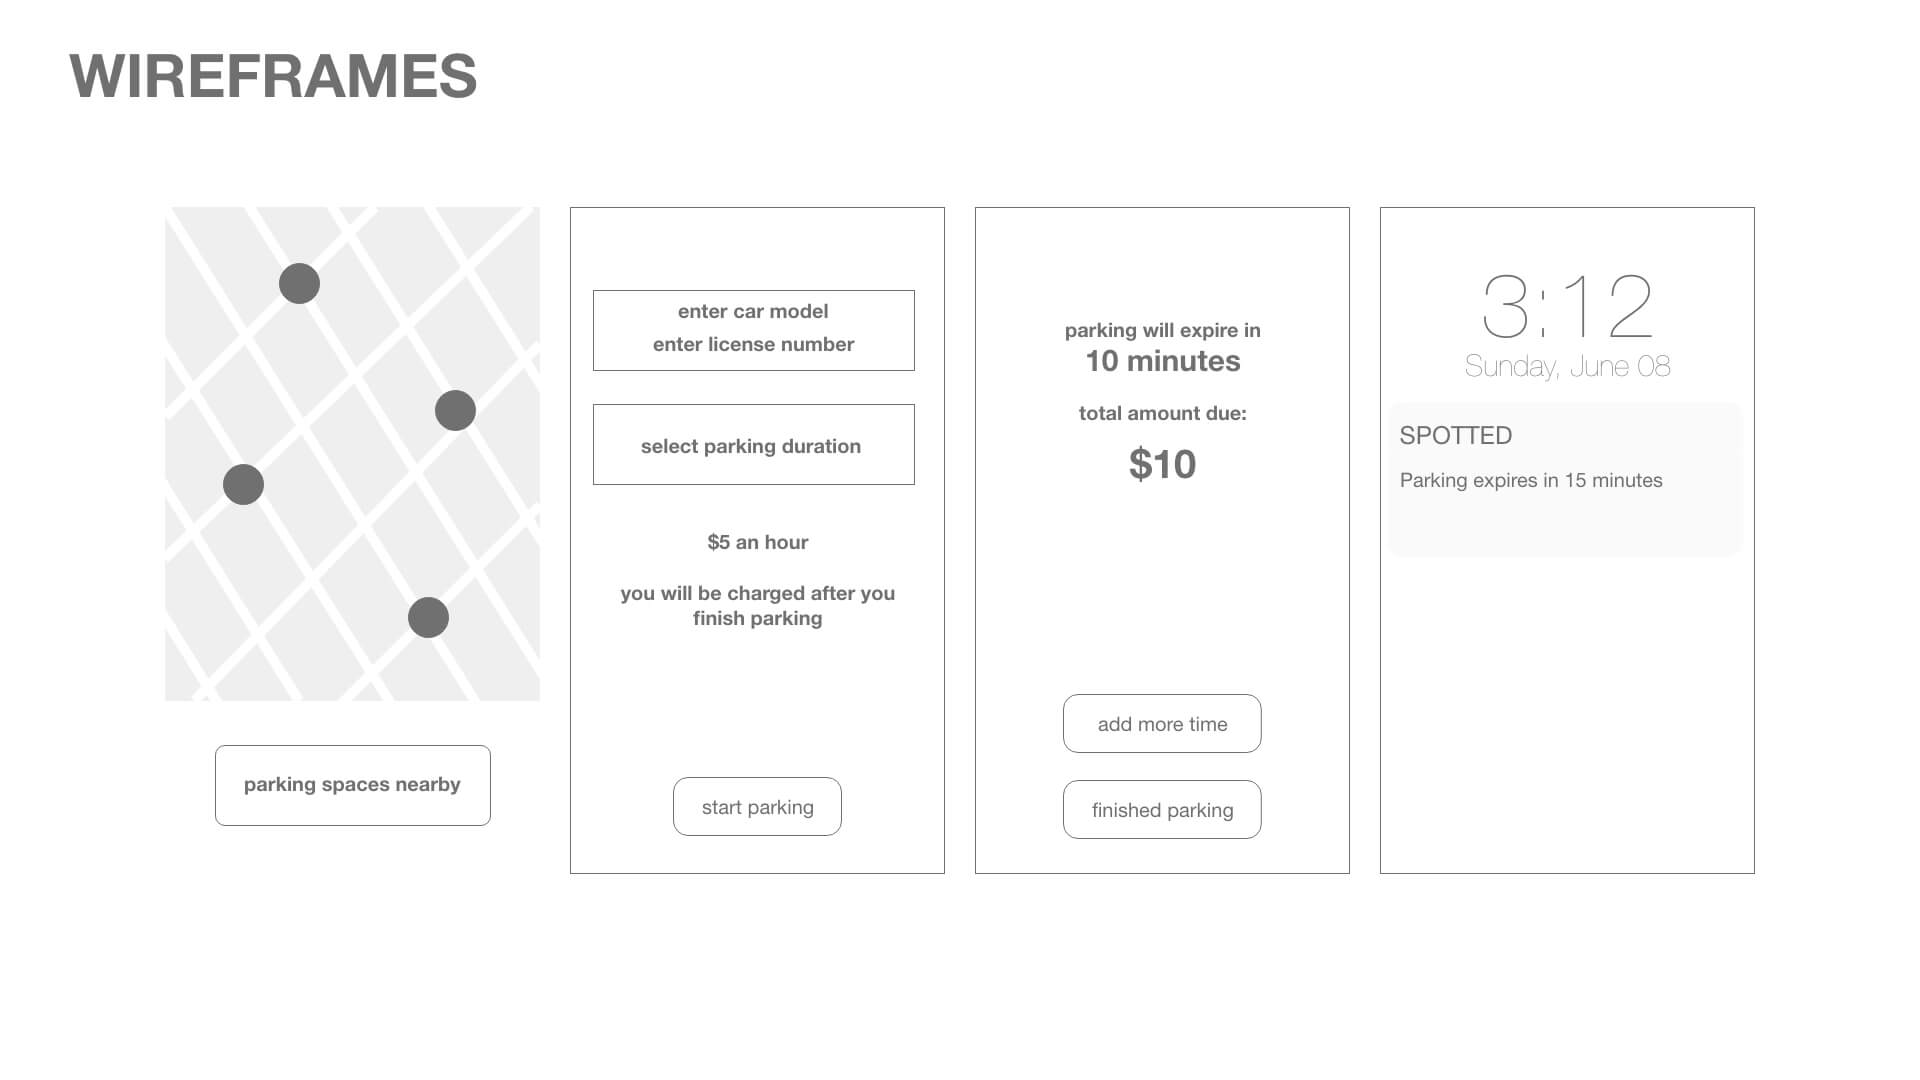 WIREFRAMES
parking spaces nearby
enter car model
enter license number
select parking duration
$5 an hour
you will be charged after you
finish parking
start parking
parking will expire in
10 minutes
total amount due:
$10
add more time
finished parking
3:12
Sunday, June 08
SPOTTED
Parking expires in 15 minutes